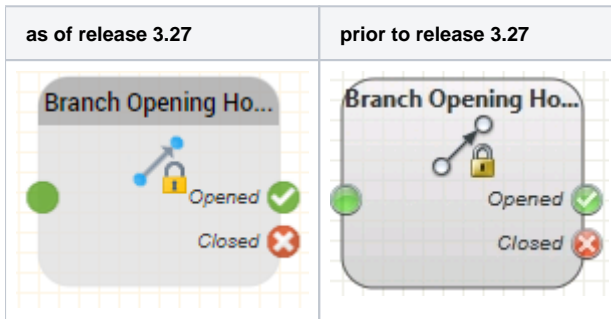 as of release 3.27
prior to release 3.27
Branch Opening Ho...
Opened
Closed
Branch Opening Ho...
Opened
Closed